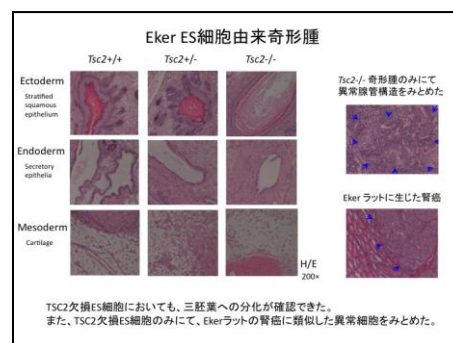 Eker ES細胞由来奇形腫
Tsc2+/+
Tsc2+/-
Tsc2-/-
Ectoderm
Stratified
squamous
epithelium
Endoderm
Secretory
epithelia
Mesoderm
Cartilage
H/E
200×
Tsc2-/- 奇形腫のみにて
異常腺管構造をみとめた
Eker ラットに生じた腎癌
TSC2欠損ES細胞においても、三胚葉への分化が確認できた。
また、TSC2欠損ES細胞のみにて、Ekerラットの腎癌に類似した異常細胞をみとめた。